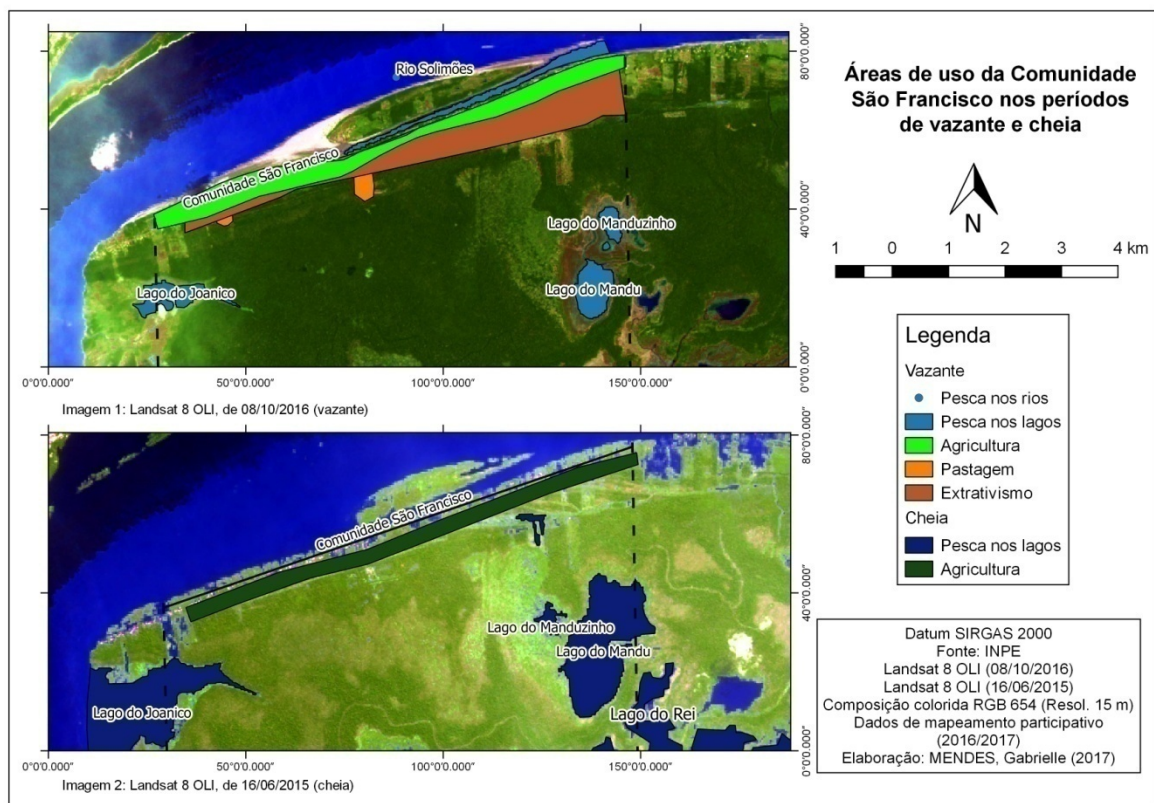 Áreas de uso da Comunidade
São Francisco nos períodos
de vazante e cheia
N
1 0 1 2 3 4 km
Legenda
Vazante
Pesca nos rios
Pesca nos lagos
Agricultura
Pastagem
Extrativismo
Cheia
Pesca nos lagos
Agricultura
Datum SIRGAS 2000
Fonte: INPE
Landsat 8 OLI (08/10/2016)
Landsat 8 OLI (16/06/2015)
Composição colorida RGB 654 (Resol. 15 m)
Dados de mapeamento participativo
(2016/2017)
Elaboração: MENDES, Gabrielle (2017)
Rio Solimões
Comunidade São Francisco
Lago do Manduzinho
Lago do Mandu
Lago do Joanico
80°0'0.000"
40°0'0.000"
0°0'0.000"
0°0'0.000" 50°0'0.000" 100°0'0.000" 150°0'0.000"
Imagem 1: Landsat 8 OLI, de 08/10/2016 (vazante)
Comunidade São Francisco
Lago do Manduzinho
Lago do Mandu
Lago do Joanico
Lago do Rei
80°0'0.000"
40°0'0.000"
0°0'0.000"
0°0'0.000" 50°0'0.000" 100°0'0.000" 150°0'0.000"
Imagem 2: Landsat 8 OLI, de 16/06/2015 (cheia)